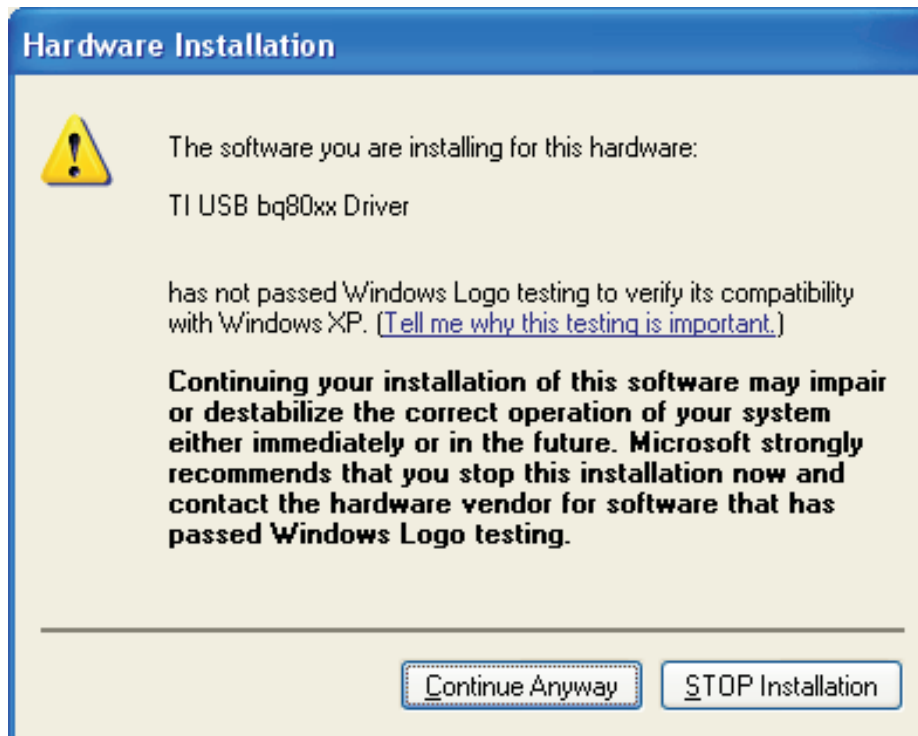 Hardware Installation
The software you are installing for this hardware:
TI USB bq80xx Driver
has not passed Windows Logo testing to verify its compatibility
with Windows XP. (Tell me why this testing is important.)
Continuing your installation of this software may impair
or destabilize the correct operation of your system
either immediately or in the future. Microsoft strongly
recommends that you stop this installation now and
contact the hardware vendor for software that has
passed Windows Logo testing.
Continue Anyway
STOP Installation